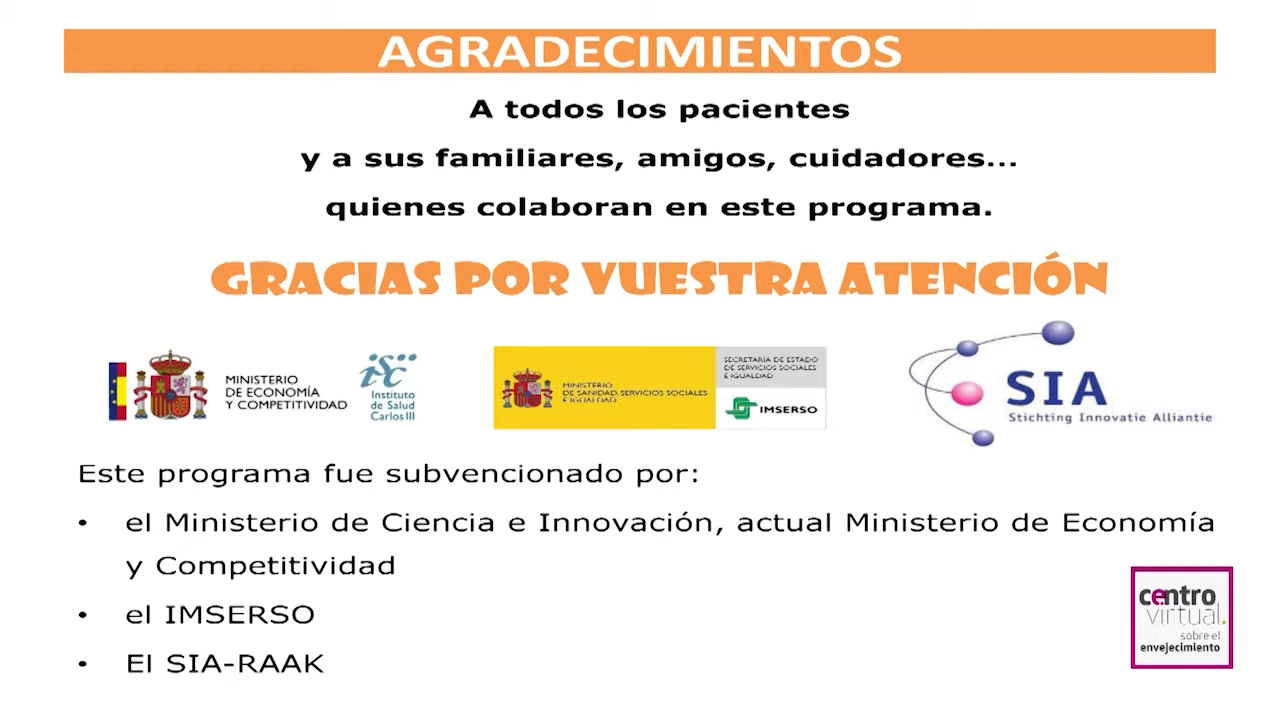 AGRADECIMIENTOS
A todos los pacientes
y a sus familiares, amigos, cuidadores...
quienes colaboran en este programa.
GRACIAS POR VUESTRA ATENCIÓN
MINISTERIO
DE ECONOMÍA
Y COMPETITIVIDAD
isc
Instituto
de Salud
Carlos III
MINISTERIO
DE SANIDAD, SERVICIOS SOCIALES
E IGUALDAD
SECRETARÍA DE ESTADO
DE SERVICIOS SOCIALES
E IGUALDAD
IMSERSO
SIA
Stichting Innovatie Alliantie
Este programa fue subvencionado por:
• el Ministerio de Ciencia e Innovación, actual Ministerio de Economía
y Competitividad
• el IMSERSO
• El SIA-RAAK
centro
virtual.
sobre el
envejecimiento